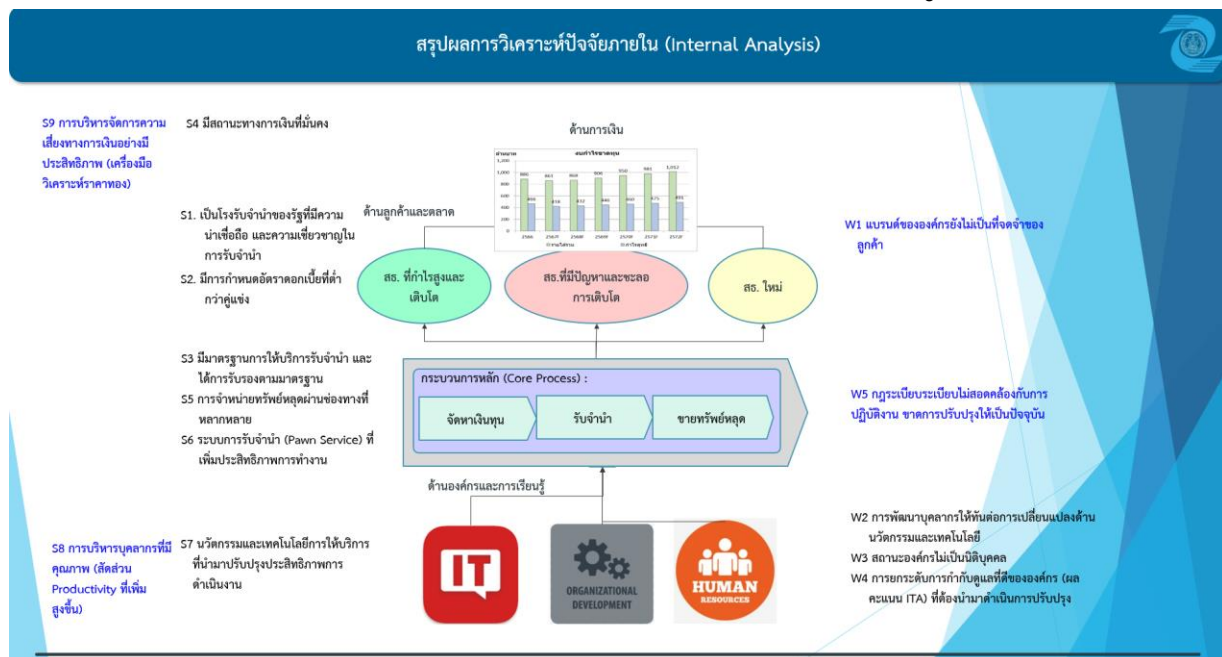 สรุปผลการวิเคราะห์ปัจจัยภายใน (Internal Analysis)
S9 การบริหารจัดการความ
เสี่ยงทางการเงินอย่างมี
ประสิทธิภาพ (เครื่องมือ
วิเคราะห์ราคาทอง)
S4 มีสถานะทางการเงินที่มั่นคง
ด้านการเงิน
ล้านบาท
งบกำไรขาดทุน
1,200
1,000
800
600
400
200
0
ด้านลูกค้าและตลาด
S1. เป็นโรงรับจำนำของรัฐที่มีความ
น่าเชื่อถือ และความเชี่ยวชาญใน
การรับจำนำ
S2. มีการกำหนดอัตราดอกเบี้ยที่ต่ำ
กว่าคู่แข่ง
สธ. ที่กำไรสูงและ
เติบโต
สธ.ที่มีปัญหาและชะลอ
การเติบโต
สธ. ใหม่
W1 แบรนด์ขององค์กรยังไม่เป็นที่จดจำของ
ลูกค้า
S3 มีมาตรฐานการให้บริการรับจำนำ และ
ได้การรับรองตามมาตรฐาน
S5 การจำหน่ายทรัพย์หลุดผ่านช่องทางที่
หลากหลาย
S6 ระบบการรับจำนำ (Pawn Service) ที่
เพิ่มประสิทธิภาพการทำงาน
กระบวนการหลัก (Core Process) :
จัดหาเงินทุน
รับจำนำ
ขายทรัพย์หลุด
W5 กฎระเบียบระเบียบไม่สอดคล้องกับการ
ปฏิบัติงาน ขาดการปรับปรุงให้เป็นปัจจุบัน
ด้านองค์กรและการเรียนรู้
S8 การบริหารบุคลากรที่มี
คุณภาพ (สัดส่วน
Productivity ที่เพิ่ม
สูงขึ้น)
S7 นวัตกรรมและเทคโนโลยีการให้บริการ
ที่นำมาปรับปรุงประสิทธิภาพการ
ดำเนินงาน
IT
ORGANIZATIONAL
DEVELOPMENT
HUMAN
RESOURCES
W2 การพัฒนาบุคลากรให้ทันต่อการเปลี่ยนแปลงด้าน
นวัตกรรมและเทคโนโลยี
W3 สถานะองค์กรไม่เป็นนิติบุคคล
W4 การยกระดับการกำกับดูแลที่ดีขององค์กร (ผล
คะแนน ITA) ที่ต้องนำมาดำเนินการปรับปรุง